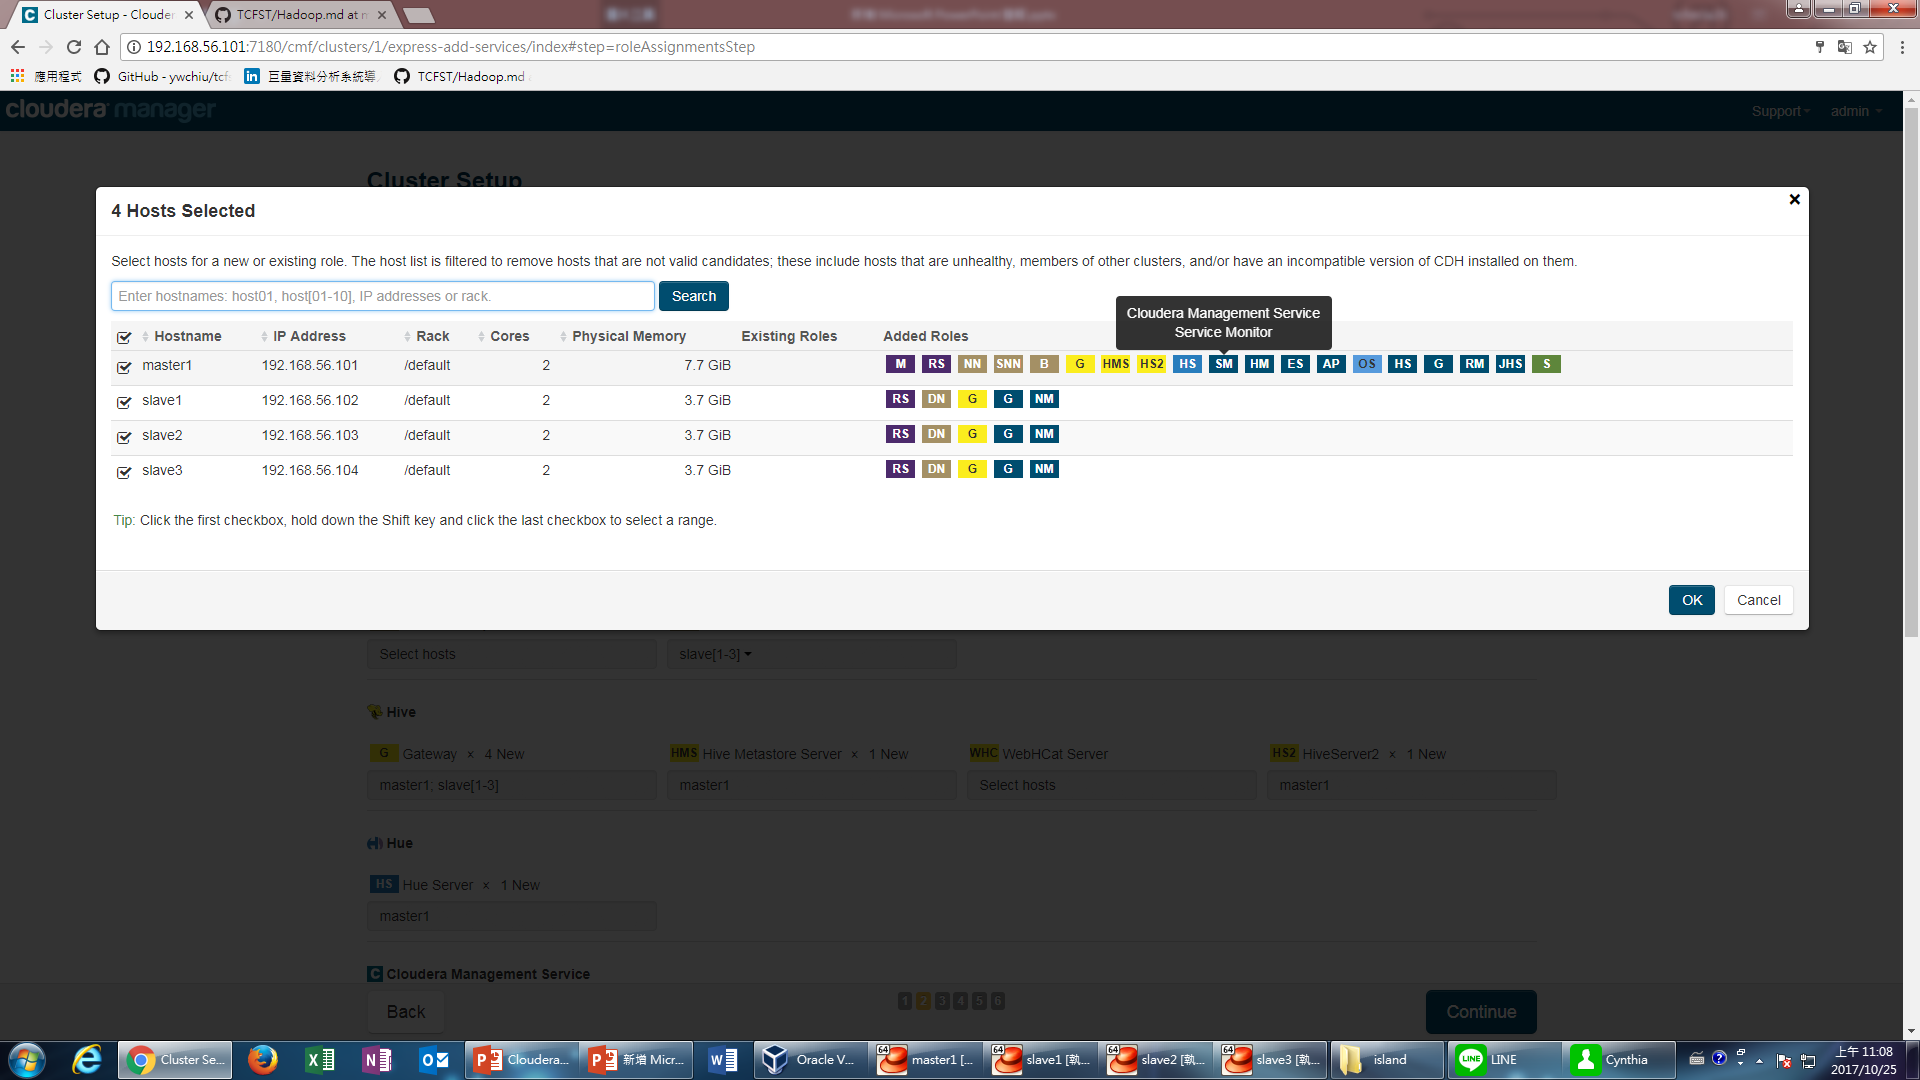 Cluster Setup - Clouder
TCFST/Hadoop.md at m
192.168.56.101:7180/cmf/clusters/1/express-add-services/index#step=roleAssignmentsStep
應用程式
GitHub - ywchiu/tcfs
巨量資料分析系統導
TCFST/Hadoop.md
cloudera manager
Support
admin
Cluster Setup
4 Hosts Selected
Select hosts for a new or existing role. The host list is filtered to remove hosts that are not valid candidates; these include hosts that are unhealthy, members of other clusters, and/or have an incompatible version of CDH installed on them.
Enter hostnames: host01, host[01-10], IP addresses or rack.
Search
Cloudera Management Service
Service Monitor
Hostname IP Address Rack Cores Physical Memory Existing Roles Added Roles
master1 192.168.56.101 /default 2 7.7 GiB M RS NN SNN B G HMS HS2 HS SM HM ES AP OS HS G RM JHS S
slave1 192.168.56.102 /default 2 3.7 GiB RS DN G G NM
slave2 192.168.56.103 /default 2 3.7 GiB RS DN G G NM
slave3 192.168.56.104 /default 2 3.7 GiB RS DN G G NM
Tip: Click the first checkbox, hold down the Shift key and click the last checkbox to select a range.
OK Cancel
Select hosts slave[1-3]
Hive
G Gateway × 4 New HMS Hive Metastore Server × 1 New WHC WebHCat Server HS2 HiveServer2 × 1 New
master1; slave[1-3] master1 Select hosts master1
Hue
HS Hue Server × 1 New
master1
C Cloudera Management Service
Back 1 2 3 4 5 6 Continue
Cluster Se... Cloudera... 新增 Micr... Oracle V... master1 [... slave1 [執... slave2 [執... slave3 [執... island LINE Cynthia
上午 11:08
2017/10/25